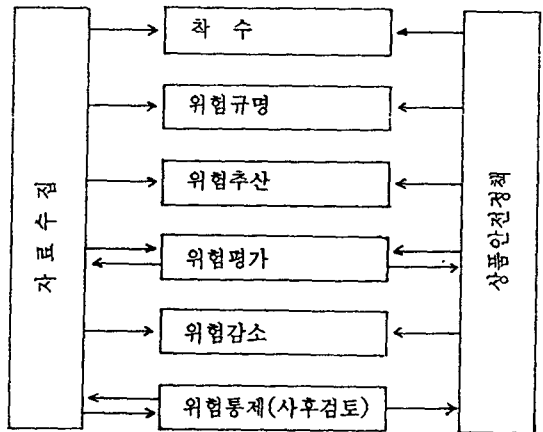 착 수
위험규명
위험추산
위험평가
위험감소
위험통제(사후검토)
자료수집
상품안전정책